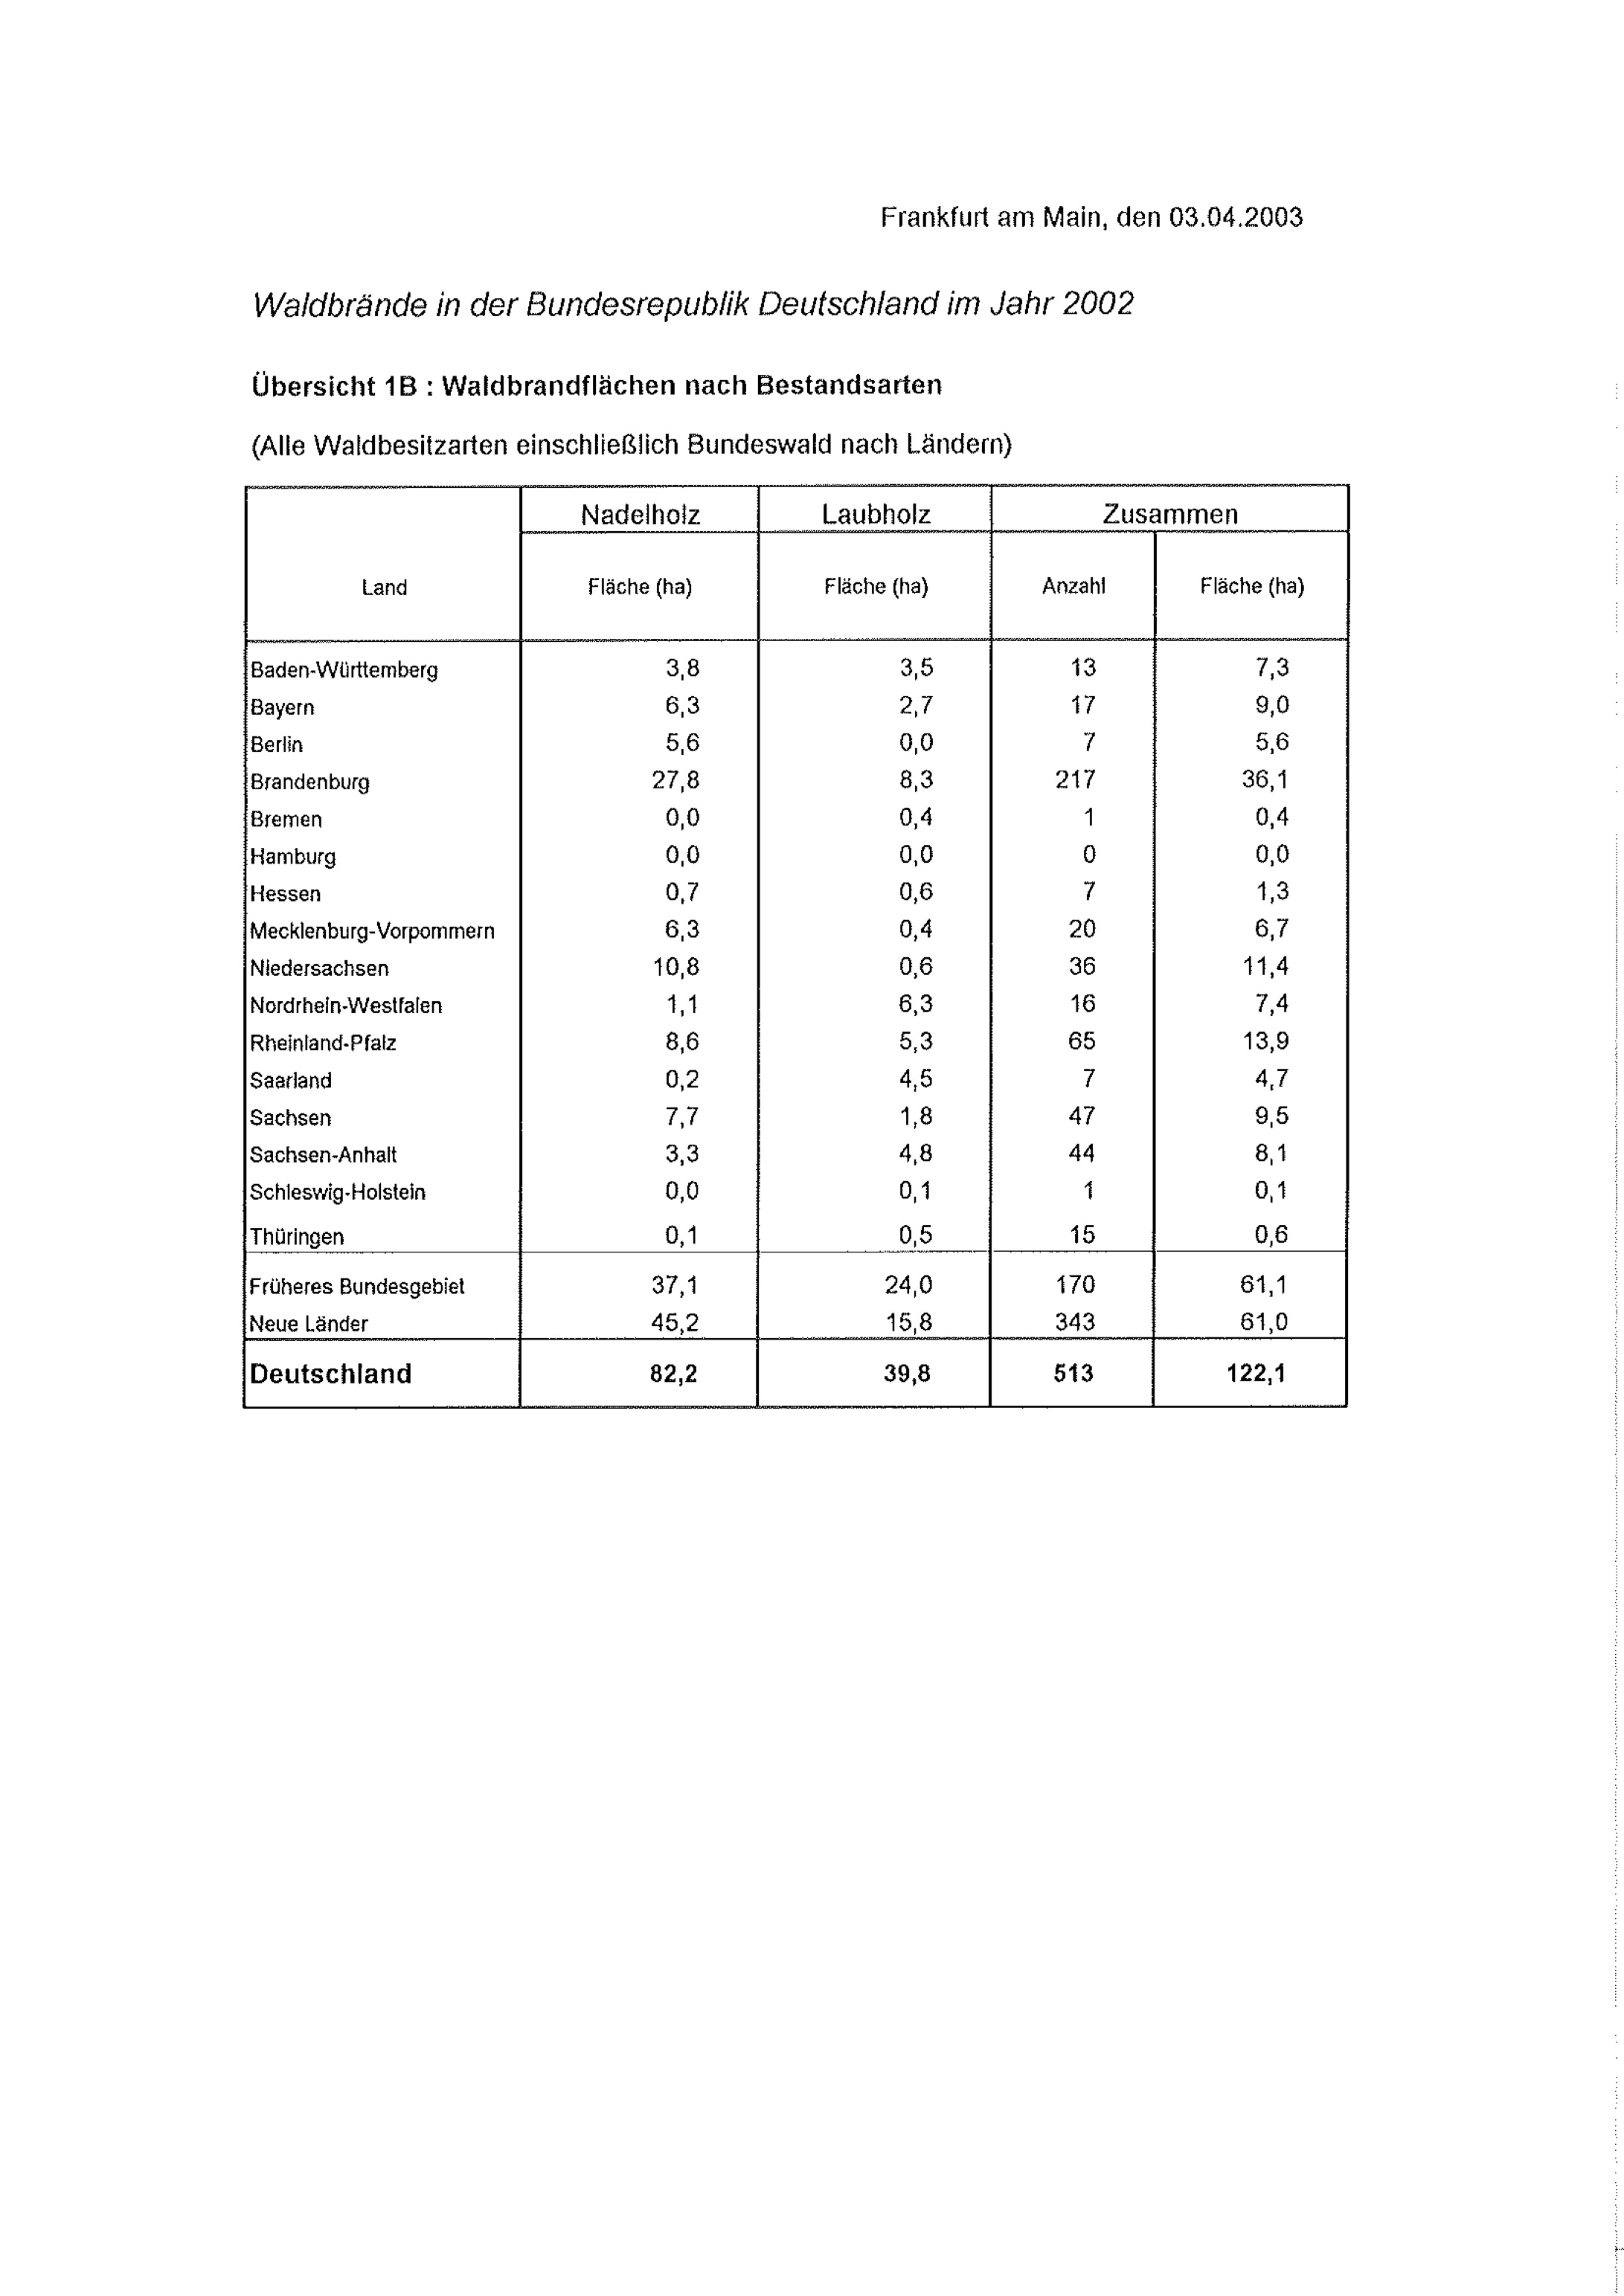 Frankfurt am Main, den 03.04.2003
Waldbrände in der Bundesrepublik Deutschland im Jahr 2002
Übersicht 1B : Waldbrandflächen nach Bestandsarten
(Alle Waldbesitzarten einschließlich Bundeswald nach Ländern)
Nadelholz Laubholz Zusammen
Land Fläche (ha) Fläche (ha) Anzahl Fläche (ha)
Baden-Württemberg 3,8 3,5 13 7,3
Bayern 6,3 2,7 17 9,0
Berlin 5,6 0,0 7 5,6
Brandenburg 27,8 8,3 217 36,1
Bremen 0,0 0,4 1 0,4
Hamburg 0,0 0,0 0 0,0
Hessen 0,7 0,6 7 1,3
Mecklenburg-Vorpommern 6,3 0,4 20 6,7
Niedersachsen 10,8 0,6 36 11,4
Nordrhein-Westfalen 1,1 6,3 16 7,4
Rheinland-Pfalz 8,6 5,3 65 13,9
Saarland 0,2 4,5 7 4,7
Sachsen 7,7 1,8 47 9,5
Sachsen-Anhalt 3,3 4,8 44 8,1
Schleswig-Holstein 0,0 0,1 1 0,1
Thüringen 0,1 0,5 15 0,6
Früheres Bundesgebiet 37,1 24,0 170 61,1
Neue Länder 45,2 15,8 343 61,0
Deutschland 82,2 39,8 513 122,1